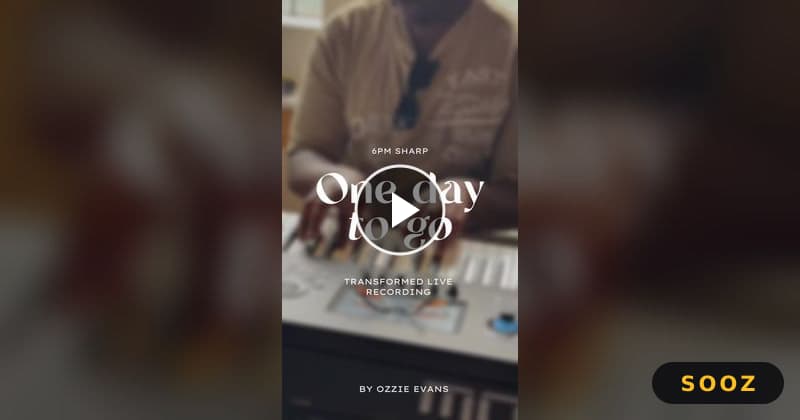 6PM SHARP
One day
to go
TRANSFORMED LIVE
RECORDING
BY OZZIE EVANS
SOOZ